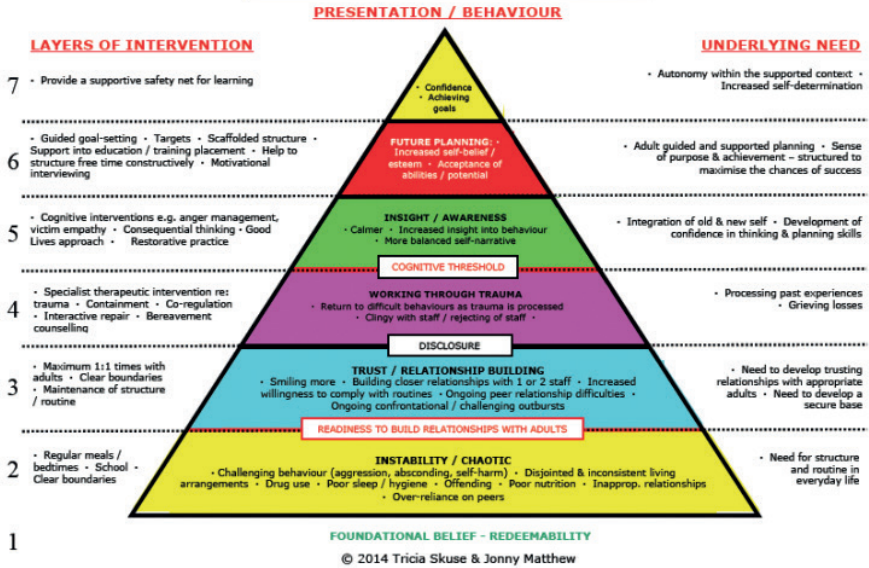 PRESENTATION / BEHAVIOUR
LAYERS OF INTERVENTION
UNDERLYING NEED
7
· Provide a supportive safety net for learning
· Confidence
· Achieving
goals
· Autonomy within the supported context ·
Increased self-determination
6
· Guided goal-setting · Targets · Scaffolded structure ·
Support into education / training placement · Help to
structure free time constructively · Motivational
interviewing
FUTURE PLANNING: ·
Increased self-belief /
esteem · Acceptance of
abilities / potential
· Adult guided and supported planning · Sense
of purpose & achievement – structured to
maximise the chances of success
5
· Cognitive interventions e.g. anger management,
victim empathy · Consequential thinking · Good
Lives approach · Restorative practice
INSIGHT / AWARENESS
· Calmer · Increased insight into behaviour
· More balanced self-narrative
· Integration of old & new self · Development of
confidence in thinking & planning skills
COGNITIVE THRESHOLD
4
· Specialist therapeutic intervention re:
trauma · Containment · Co-regulation
· Interactive repair · Bereavement
counselling
WORKING THROUGH TRAUMA
· Return to difficult behaviours as trauma is processed
· Clingy with staff / rejecting of staff ·
· Processing past experiences
· Grieving losses
DISCLOSURE
3
· Maximum 1:1 times with
adults · Clear boundaries
· Maintenance of structure
/ routine
TRUST / RELATIONSHIP BUILDING
· Smiling more · Building closer relationships with 1 or 2 staff · Increased
willingness to comply with routines · Ongoing peer relationship difficulties ·
Ongoing confrontational / challenging outbursts
· Need to develop trusting
relationships with appropriate
adults · Need to develop a
secure base
READINESS TO BUILD RELATIONSHIPS WITH ADULTS
2
· Regular meals /
bedtimes · School ·
Clear boundaries
INSTABILITY / CHAOTIC
· Challenging behaviour (aggression, absconding, self-harm) · Disjointed & inconsistent living
arrangements · Drug use · Poor sleep / hygiene · Offending · Poor nutrition · Inapprop. relationships
· Over-reliance on peers
· Need for structure
and routine in
everyday life
1
FOUNDATIONAL BELIEF - REDEEMABILITY
© 2014 Tricia Skuse & Jonny Matthew